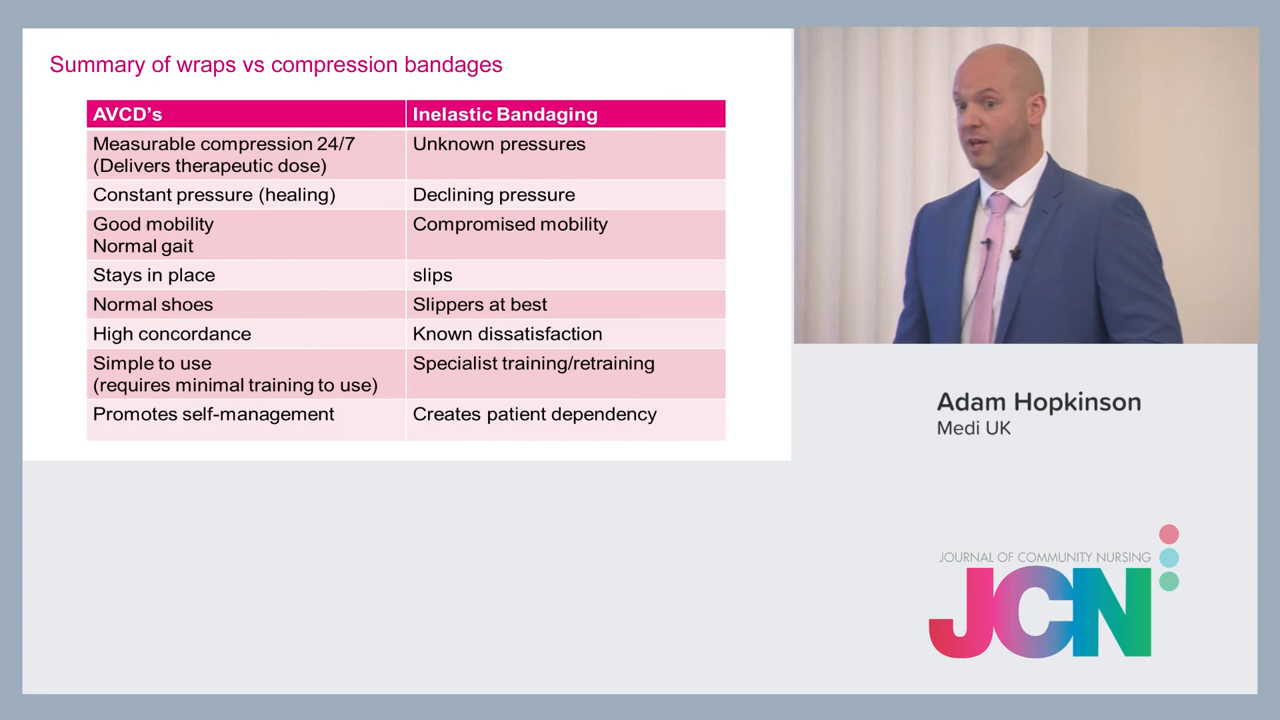 Summary of wraps vs compression bandages
AVCD's
Inelastic Bandaging
Measurable compression 24/7
(Delivers therapeutic dose)
Unknown pressures
Constant pressure (healing)
Declining pressure
Good mobility
Normal gait
Compromised mobility
Stays in place
slips
Normal shoes
Slippers at best
High concordance
Known dissatisfaction
Simple to use
(requires minimal training to use)
Specialist training/retraining
Promotes self-management
Creates patient dependency
Adam Hopkinson
Medi UK
JOURNAL OF COMMUNITY NURSING
JCN